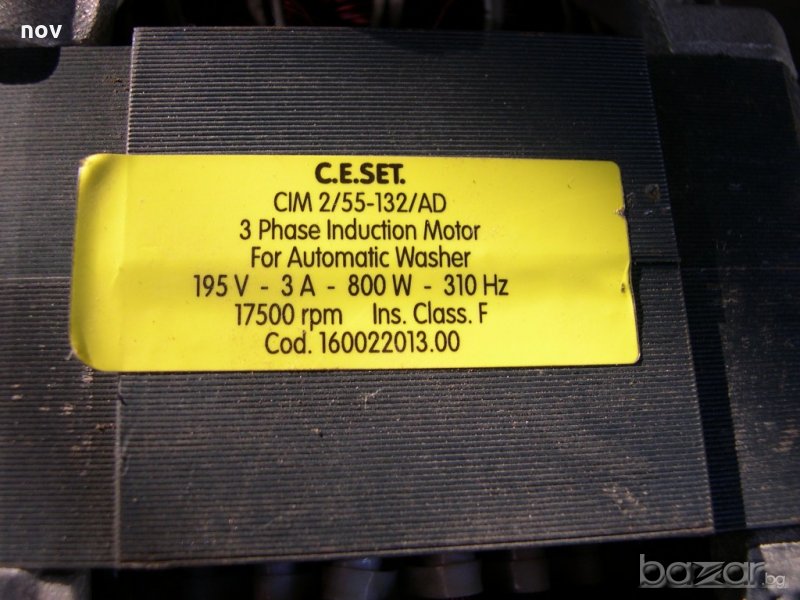 nov
C.E.SET.
CIM 2/55-132/AD
3 Phase Induction Motor
For Automatic Washer
195 V - 3 A - 800 W - 310 Hz
17500 rpm Ins. Class. F
Cod. 160022013.00
bazar.bg